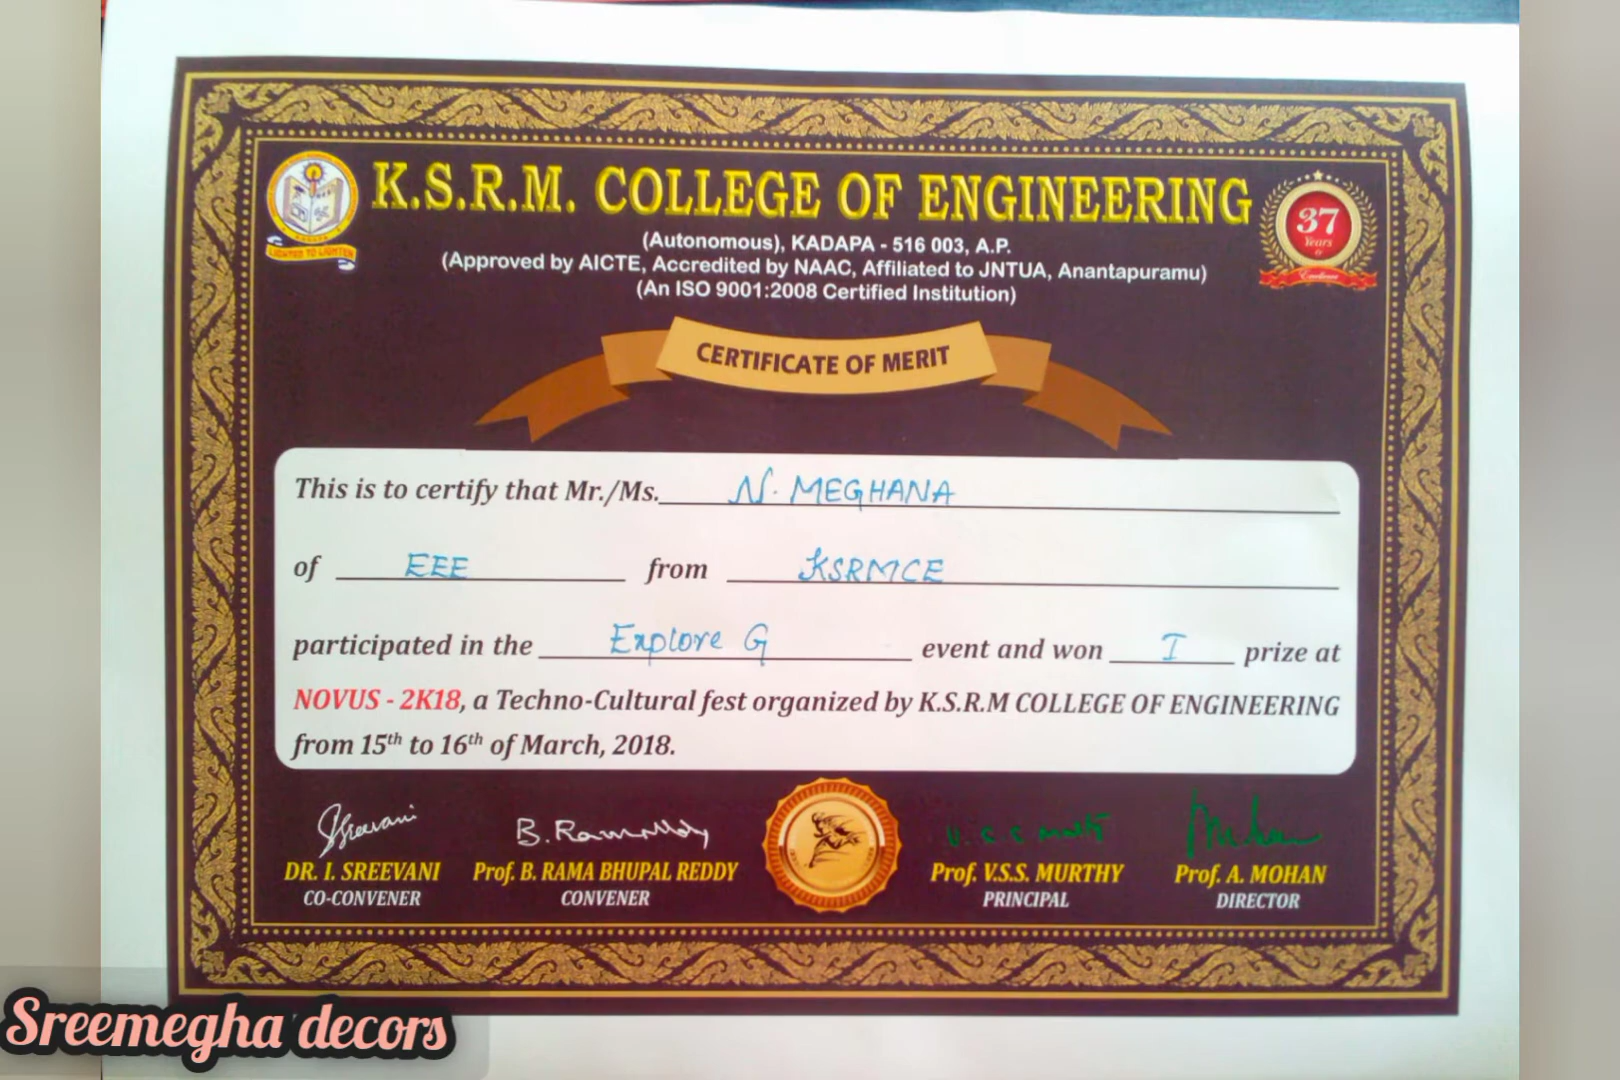 K.S.R.M. COLLEGE OF ENGINEERING
(Autonomous), KADAPA - 516 003, A.P.
(Approved by AICTE, Accredited by NAAC, Affiliated to JNTUA, Anantapuramu)
(An ISO 9001:2008 Certified Institution)
LIGHTED TO LIGHTEN
37
Years
Excellence
CERTIFICATE OF MERIT
This is to certify that Mr./Ms. N. MEGHANA
of EEE from KSRMCE
participated in the Explore G event and won I prize at
NOVUS - 2K18, a Techno-Cultural fest organized by K.S.R.M COLLEGE OF ENGINEERING
from 15th to 16th of March, 2018.
DR. I. SREEVANI Prof. B. RAMA BHUPAL REDDY Prof. V.S.S. MURTHY Prof. A. MOHAN
CO-CONVENER CONVENER PRINCIPAL DIRECTOR
Sreemegha decors